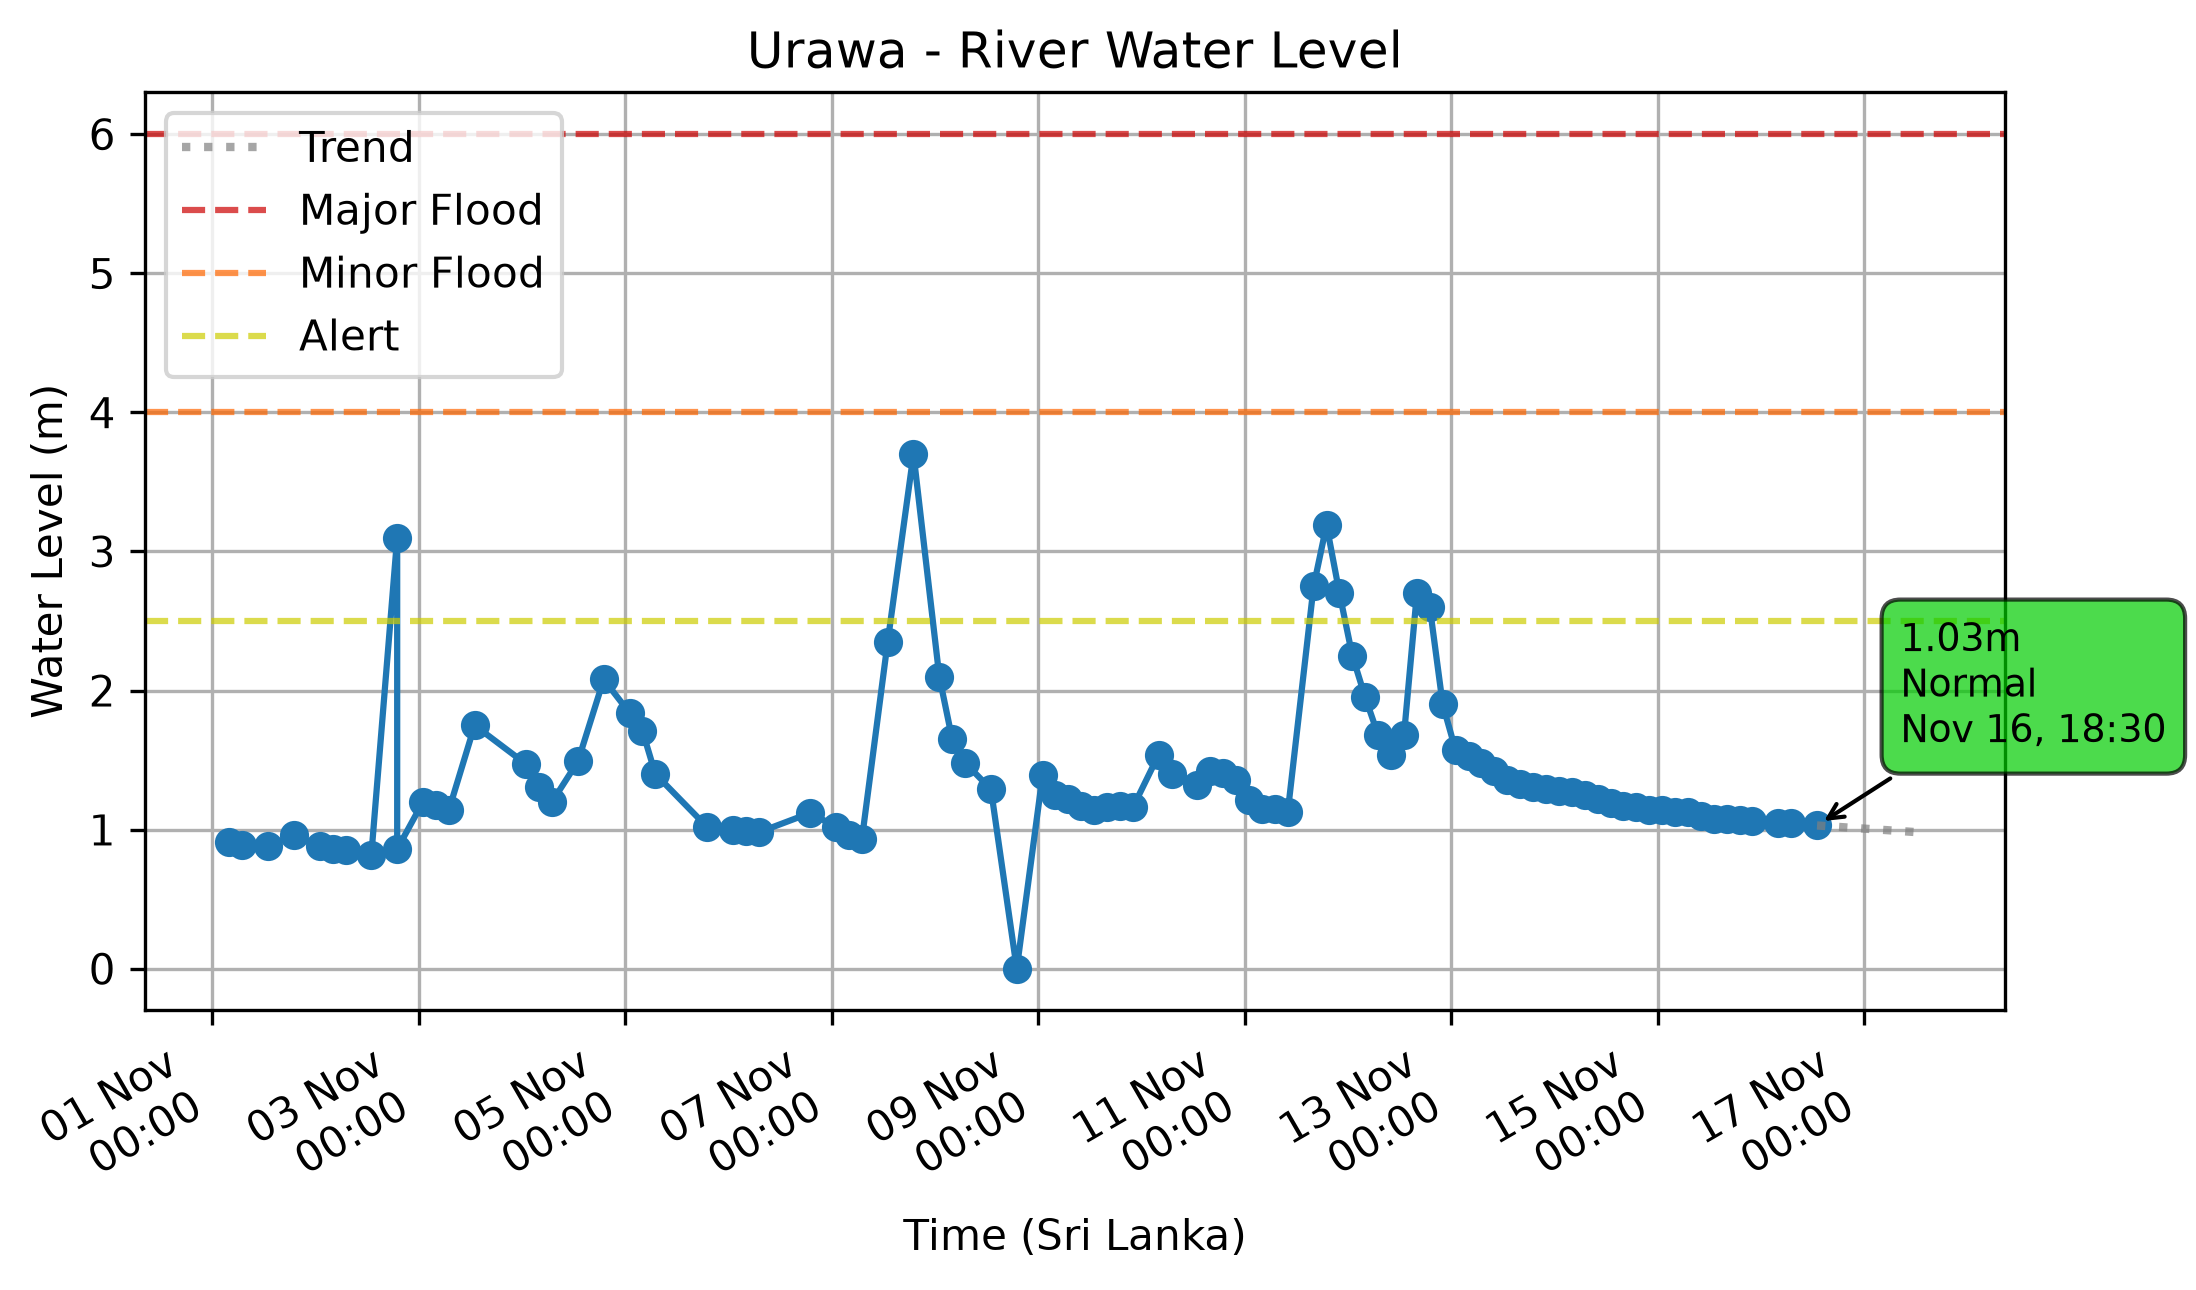 Urawa - River Water Level
Trend
Major Flood
Minor Flood
Alert
Water Level (m)
6
5
4
3
2
1
0
1.03m
Normal
Nov 16, 18:30
01 Nov
00:00
03 Nov
00:00
05 Nov
00:00
07 Nov
00:00
09 Nov
00:00
11 Nov
00:00
13 Nov
00:00
15 Nov
00:00
17 Nov
00:00
Time (Sri Lanka)